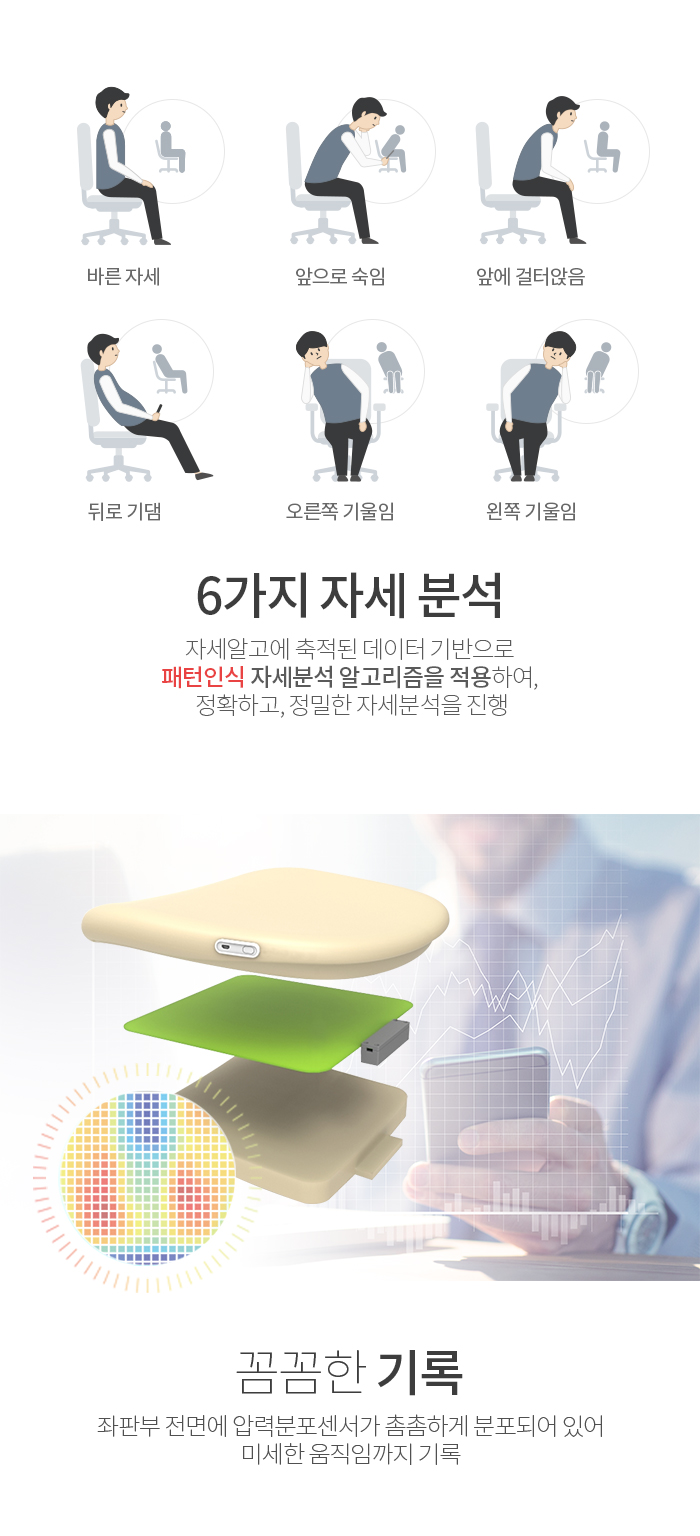 바른 자세
앞으로 숙임
앞에 걸터앉음
뒤로 기댐
오른쪽 기울임
왼쪽 기울임
6가지 자세 분석
자세알고에 축적된 데이터 기반으로
패턴인식 자세분석 알고리즘을 적용하여,
정확하고, 정밀한 자세분석을 진행
꼼꼼한 기록
좌판부 전면에 압력분포센서가 촘촘하게 분포되어 있어
미세한 움직임까지 기록